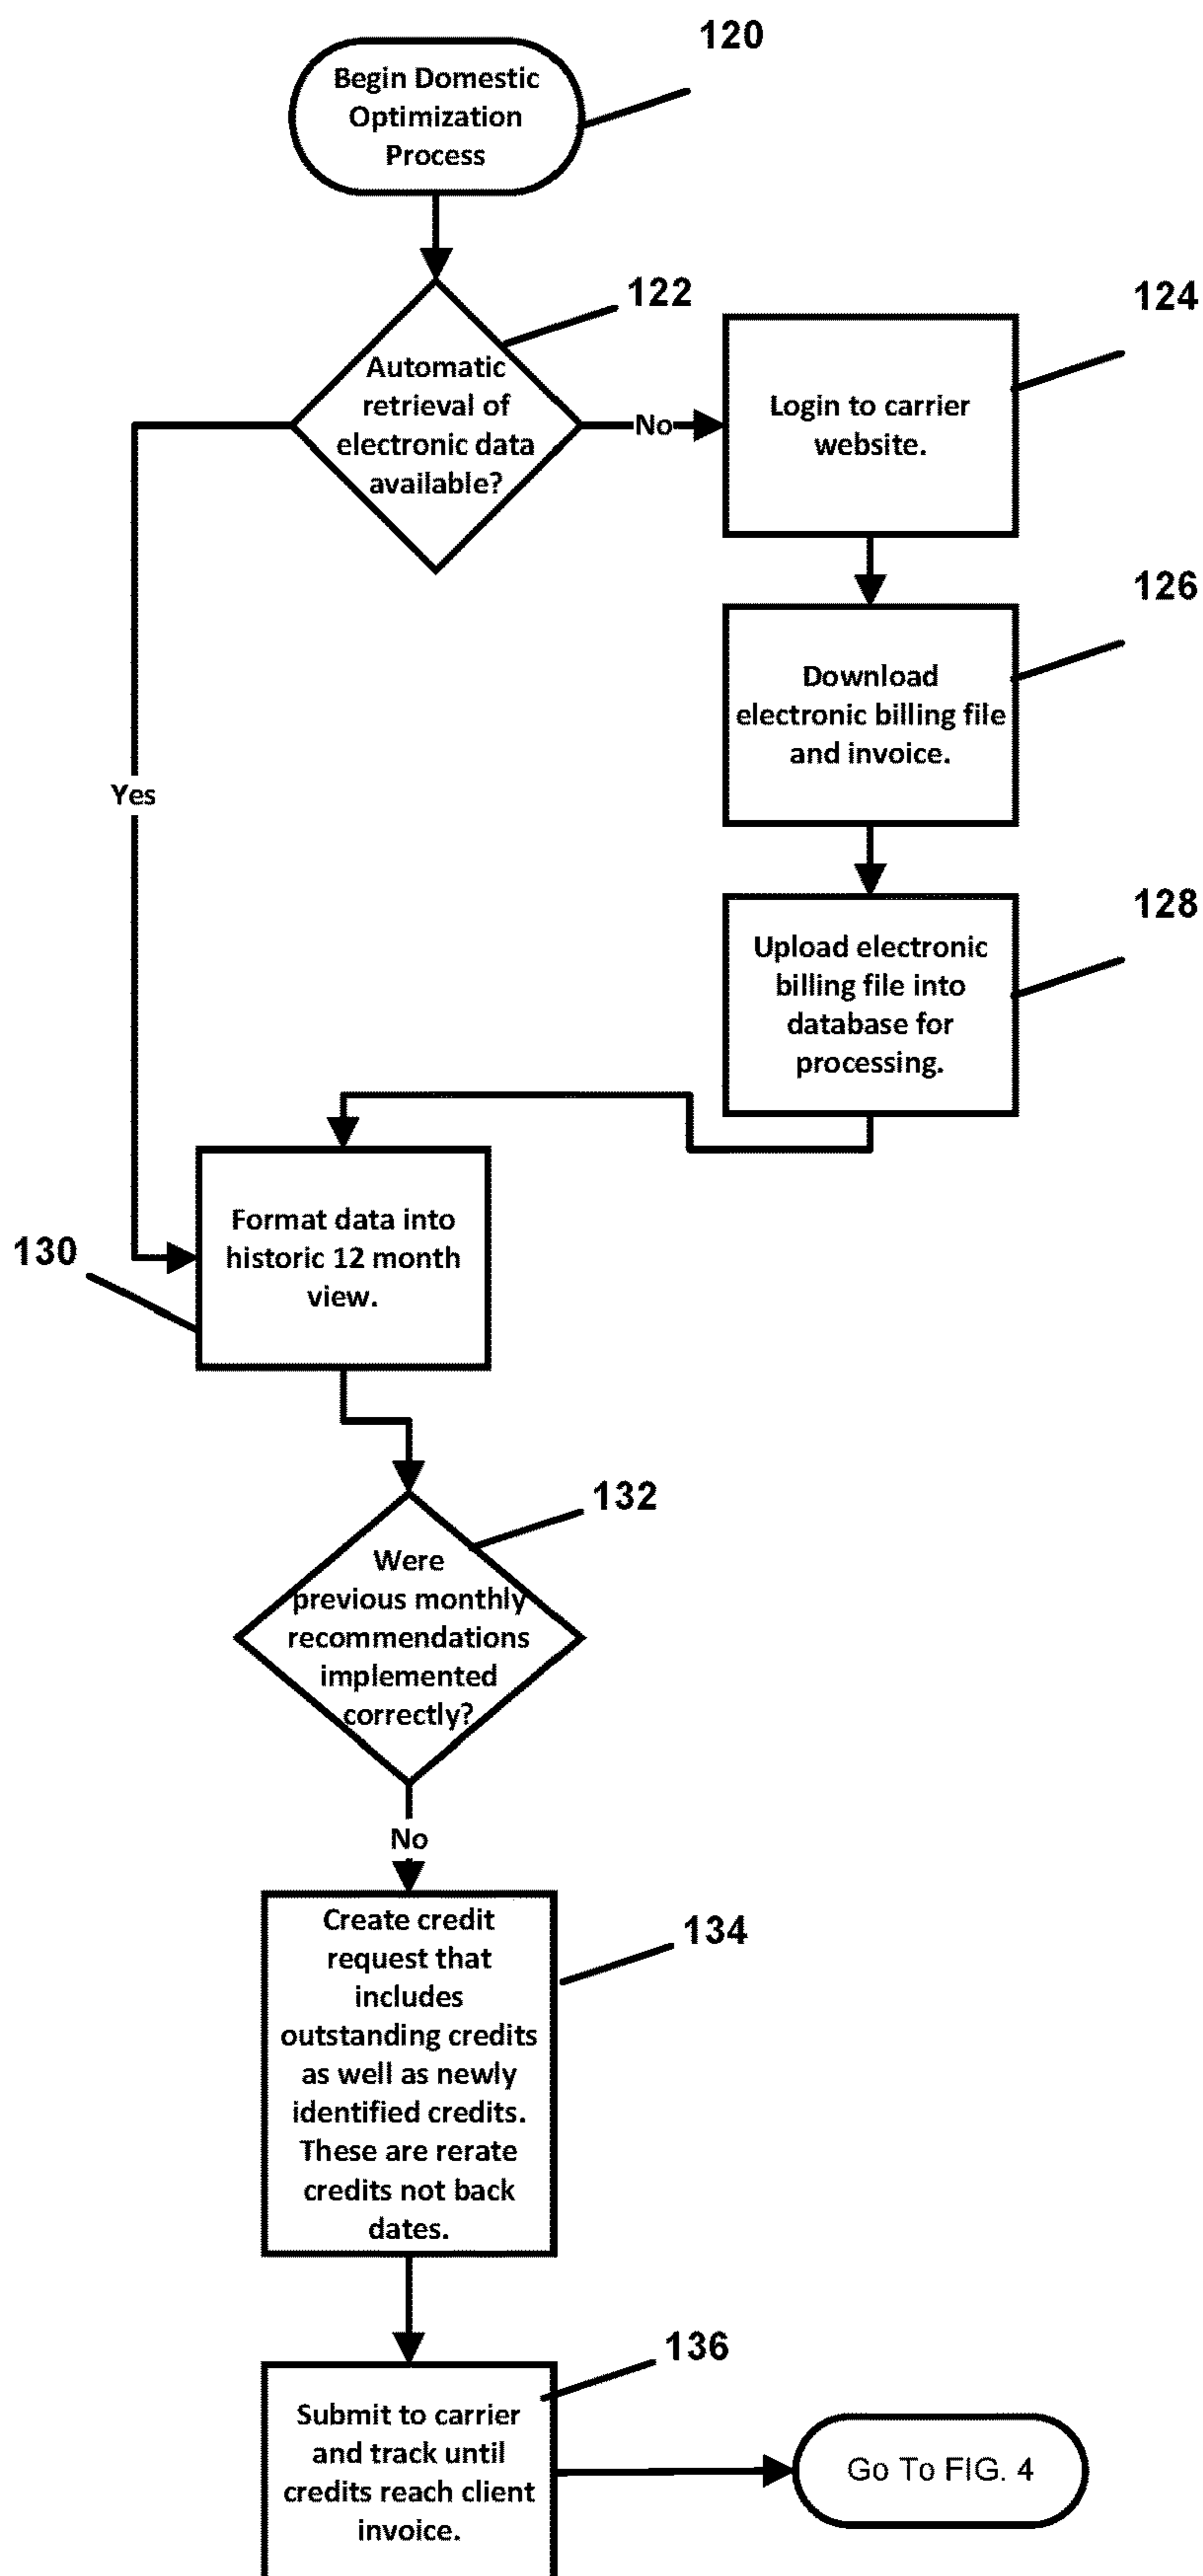 120
Begin Domestic
Optimization
Process
122
Automatic
retrieval of
electronic data
available?
No
124
Login to carrier
website.
126
Download
electronic billing file
and invoice.
128
Upload electronic
billing file into
database for
processing.
Yes
130
Format data into
historic 12 month
view.
132
Were
previous monthly
recommendations
implemented
correctly?
No
134
Create credit
request that
includes
outstanding credits
as well as newly
identified credits.
These are rerate
credits not back
dates.
136
Submit to carrier
and track until
credits reach client
invoice.
Go To FIG. 4